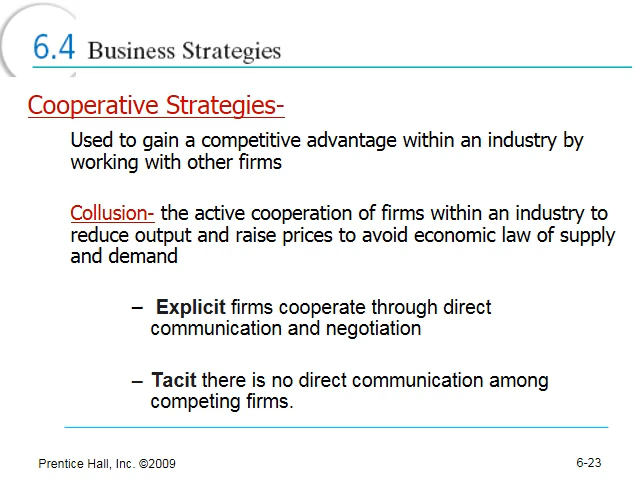 6.4 Business Strategies
Cooperative Strategies-
Used to gain a competitive advantage within an industry by
working with other firms
Collusion- the active cooperation of firms within an industry to
reduce output and raise prices to avoid economic law of supply
and demand
– Explicit firms cooperate through direct
communication and negotiation
– Tacit there is no direct communication among
competing firms.
Prentice Hall, Inc. ©2009
6-23